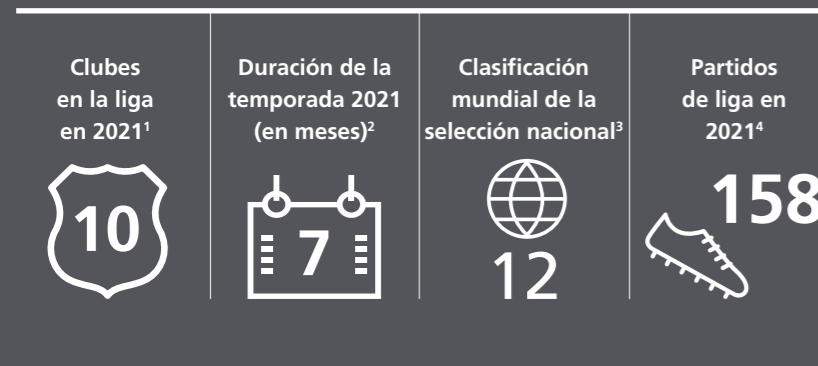 Clubes
en la liga
en 2021¹
10
Duración de la
temporada 2021
(en meses)²
7
Clasificación
mundial de la
selección nacional³
12
Partidos
de liga en
2021⁴
158